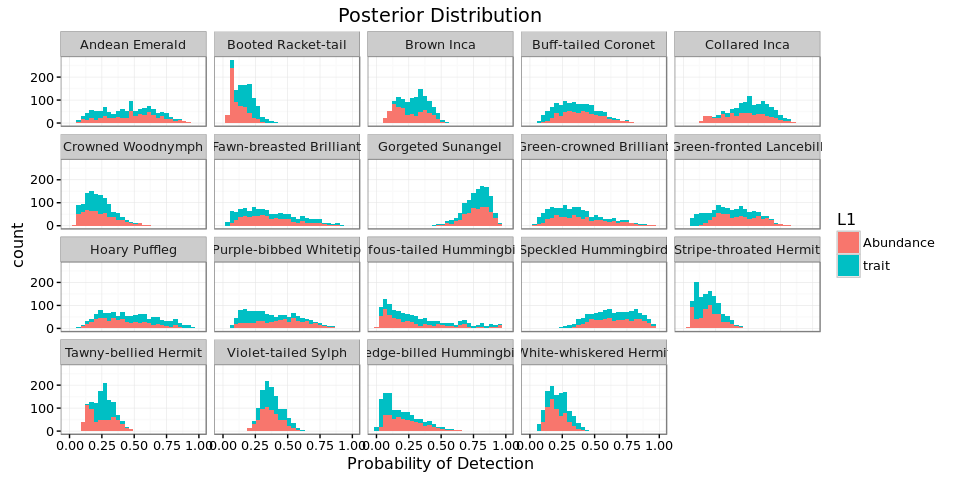 Posterior Distribution
Andean Emerald Booted Racket-tail Brown Inca Buff-tailed Coronet Collared Inca
200
100
0
Crowned Woodnymph Fawn-breasted Brilliant Gorgeted Sunangel Green-crowned Brilliant Green-fronted Lancebill
200
100
0
Hoary Puffleg Purple-bibbed Whitetip fous-tailed Hummingbi Speckled Hummingbird Stripe-throated Hermit
200
100
0
Tawny-bellied Hermit Violet-tailed Sylph edge-billed Hummingbi White-whiskered Hermit
200
100
0
0.00 0.25 0.50 0.75 1.00 0.00 0.25 0.50 0.75 1.00 0.00 0.25 0.50 0.75 1.00 0.00 0.25 0.50 0.75 1.00
Probability of Detection
count
L1
Abundance
trait